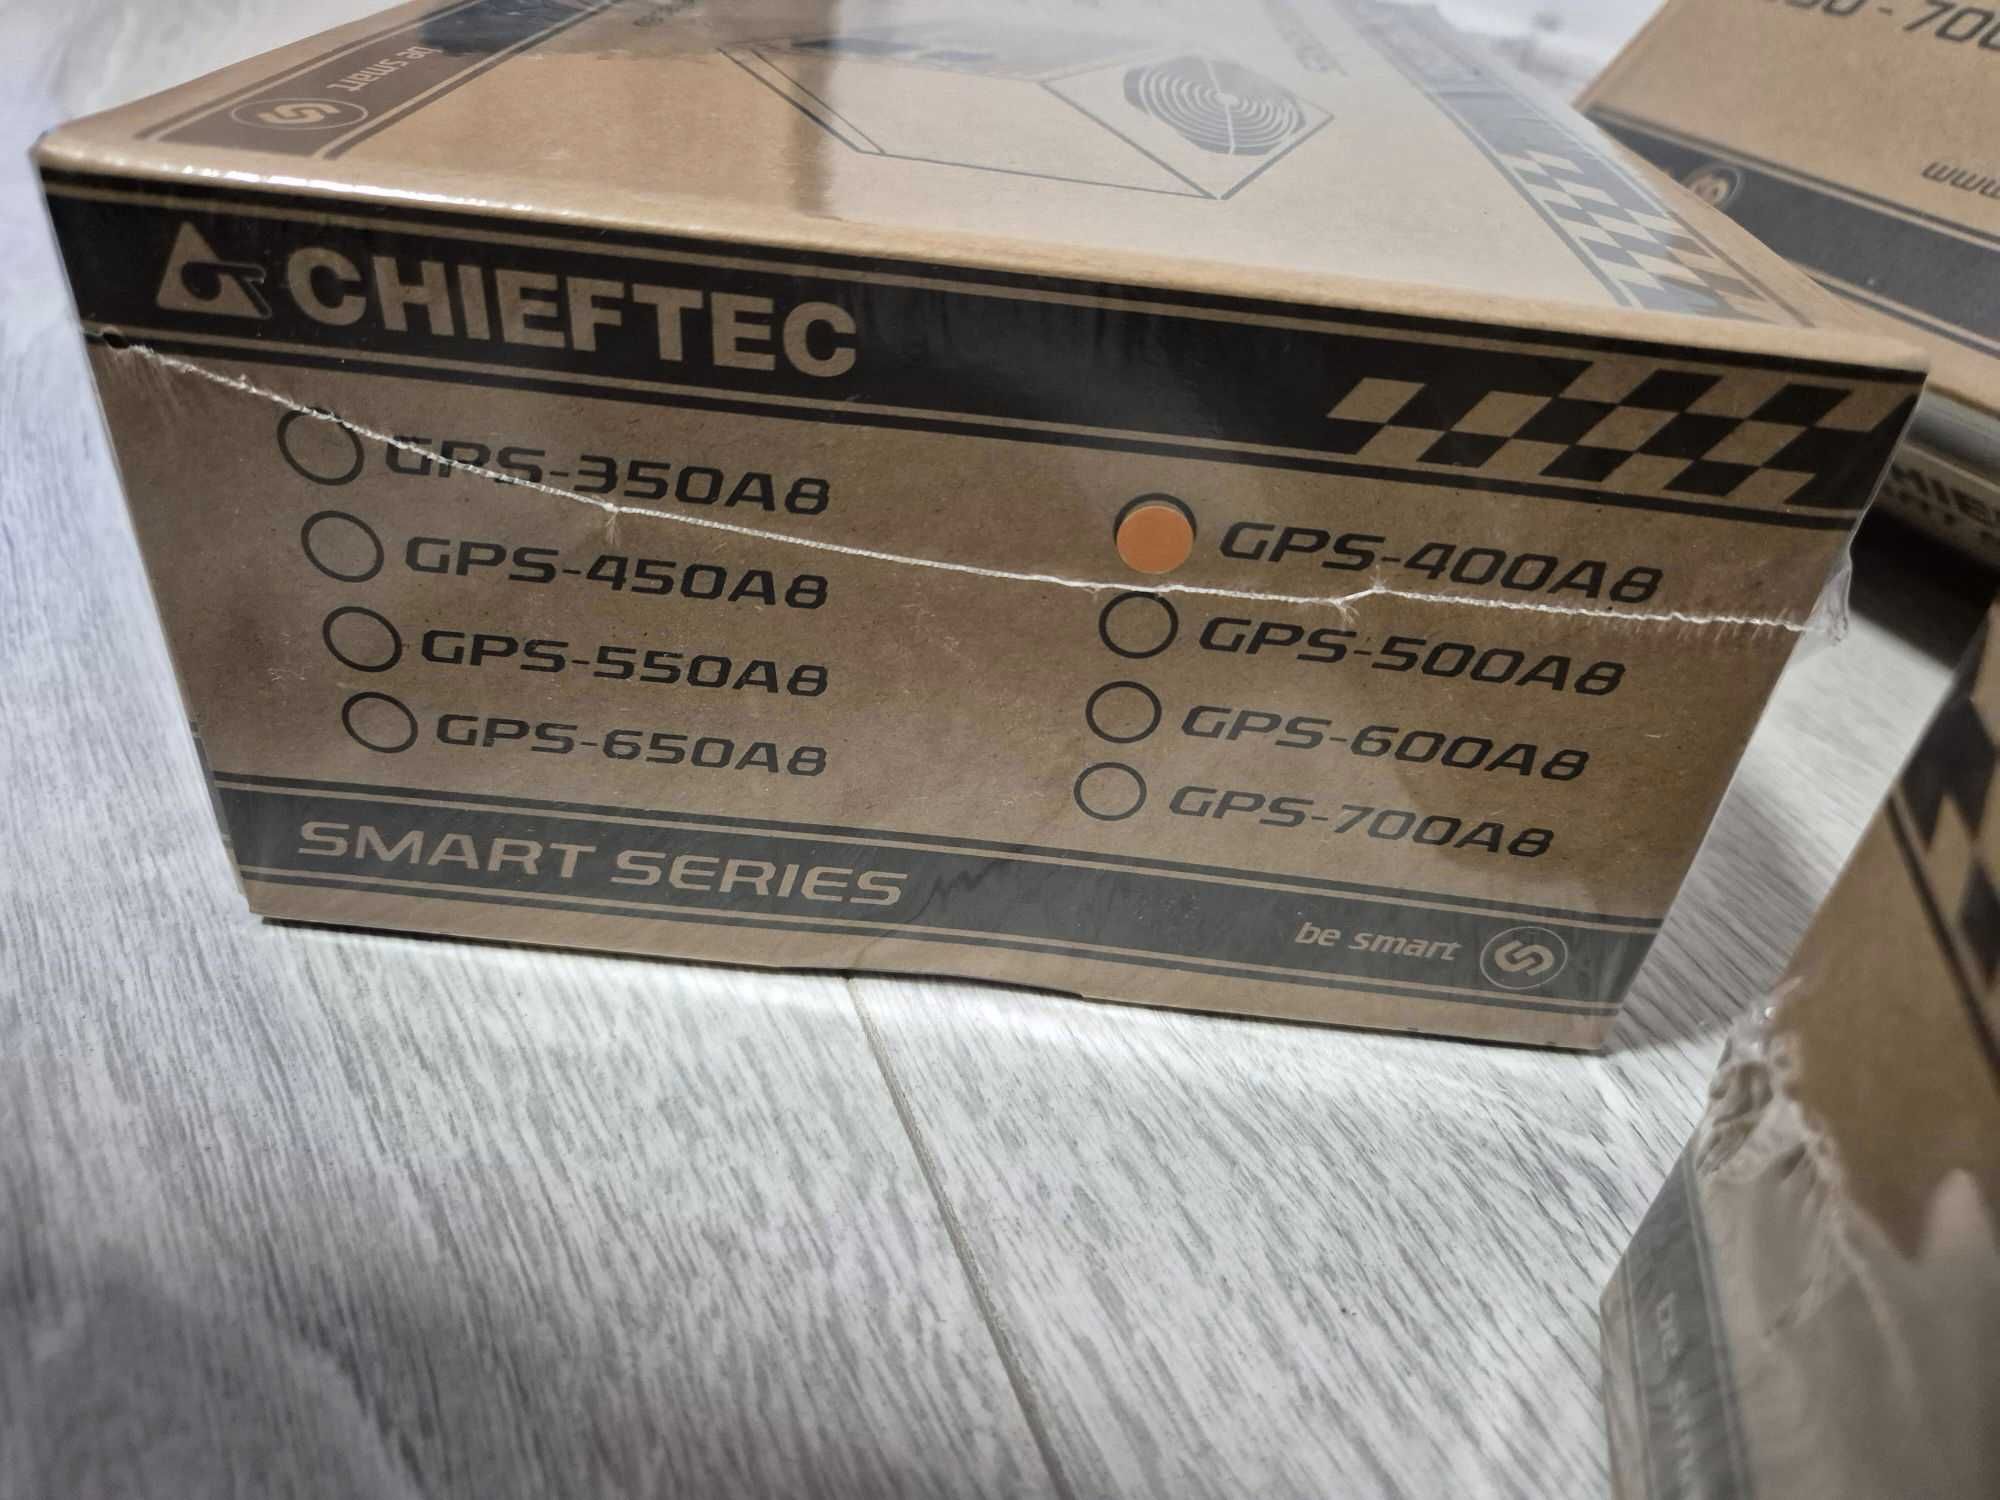 be smart
CHIEFTEC
GPS-350A8
GPS-400A8
GPS-450A8
GPS-500A8
GPS-550A8
GPS-600A8
GPS-650A8
GPS-700A8
SMART SERIES
be smart
www